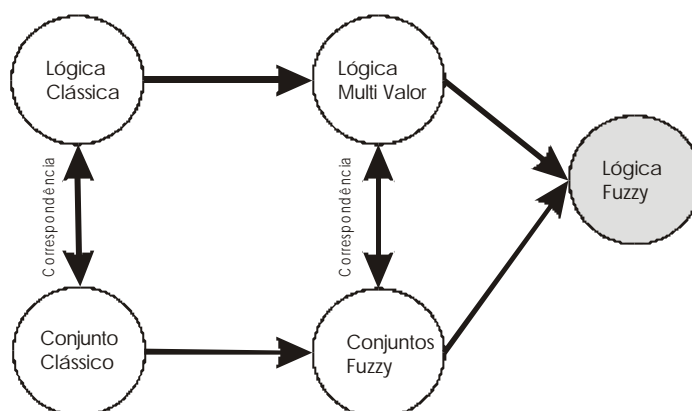 Lógica
Clássica
Lógica
Multi Valor
Lógica
Fuzzy
Correspondência
Correspondência
Conjunto
Clássico
Conjuntos
Fuzzy